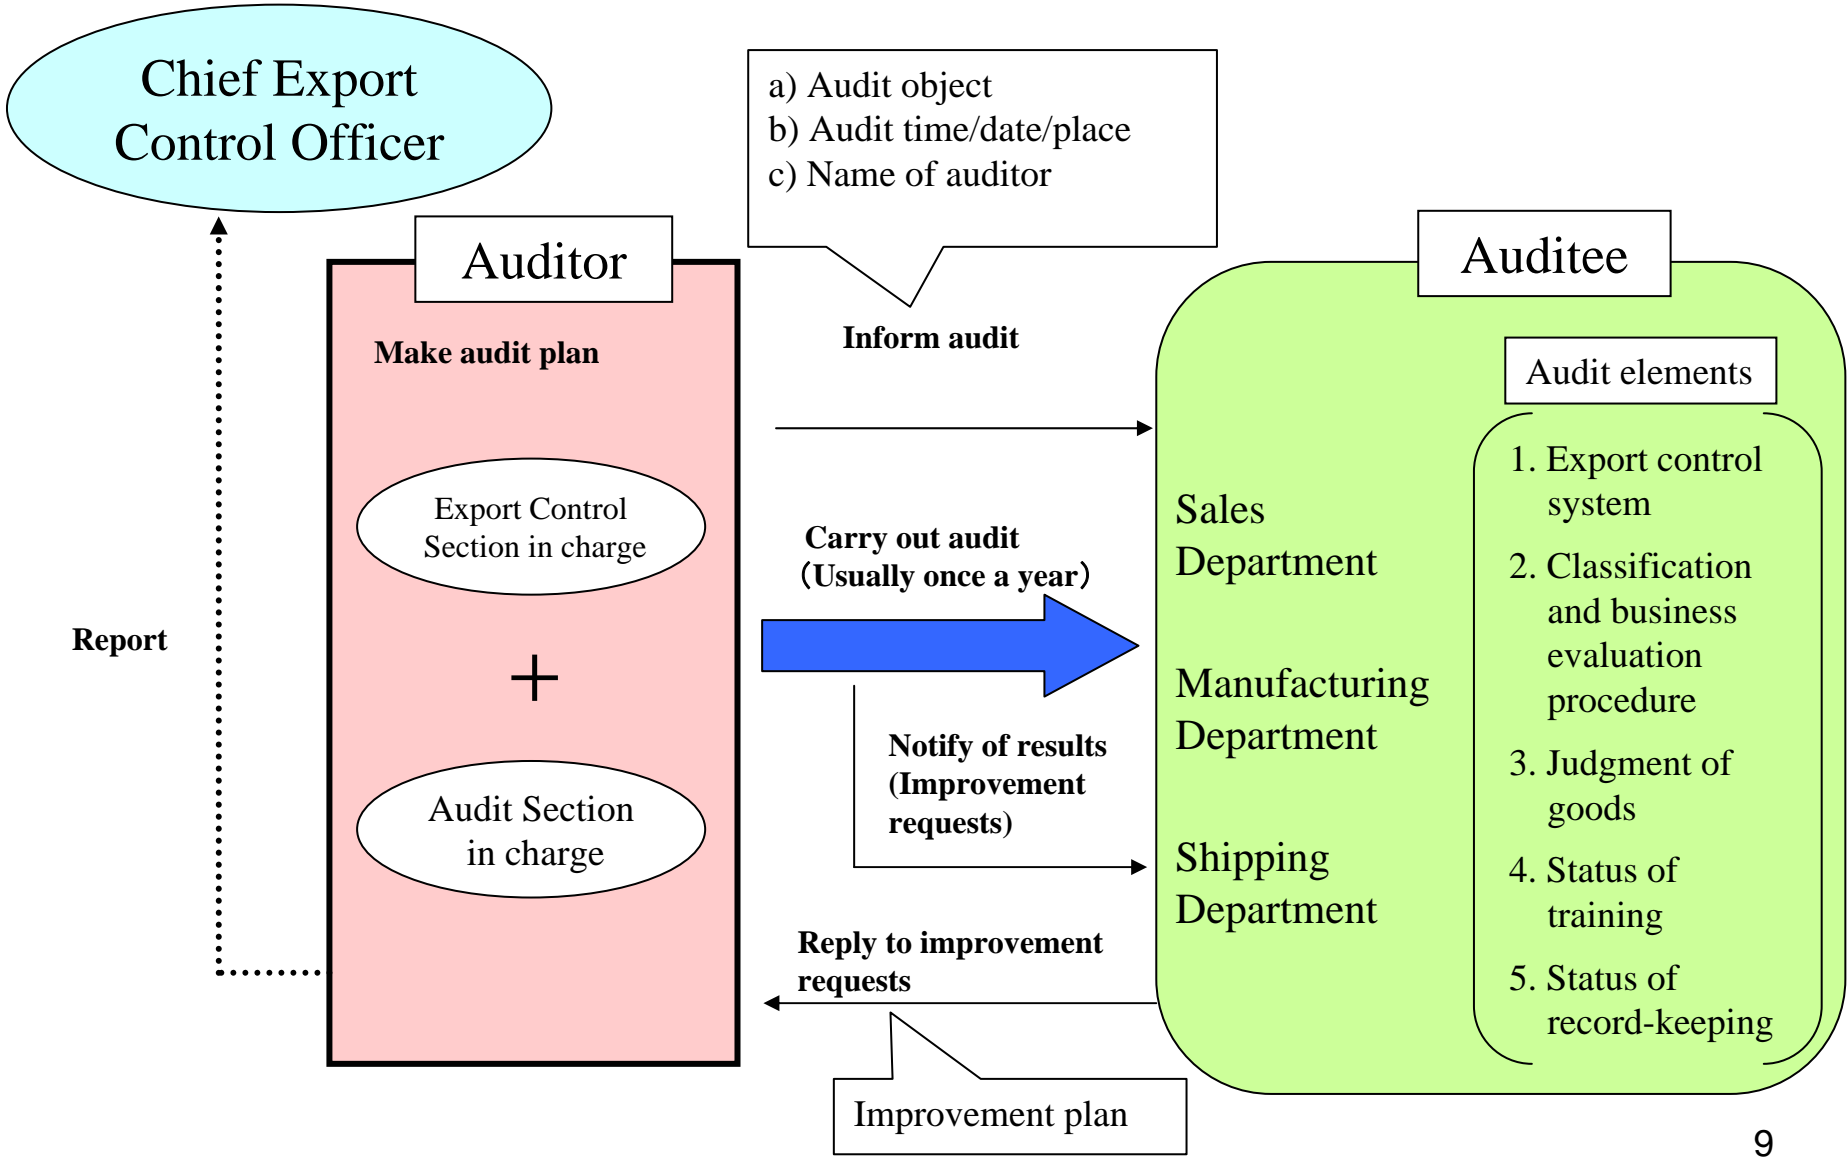 Chief Export
Control Officer
a) Audit object
b) Audit time/date/place
c) Name of auditor
Auditor
Make audit plan
Export Control
Section in charge
+
Audit Section
in charge
Report
Inform audit
Carry out audit
（Usually once a year）
Notify of results
(Improvement
requests)
Reply to improvement
requests
Improvement plan
Auditee
Sales
Department
Manufacturing
Department
Shipping
Department
Audit elements
1. Export control
system
2. Classification
and business
evaluation
procedure
3. Judgment of
goods
4. Status of
training
5. Status of
record-keeping
9